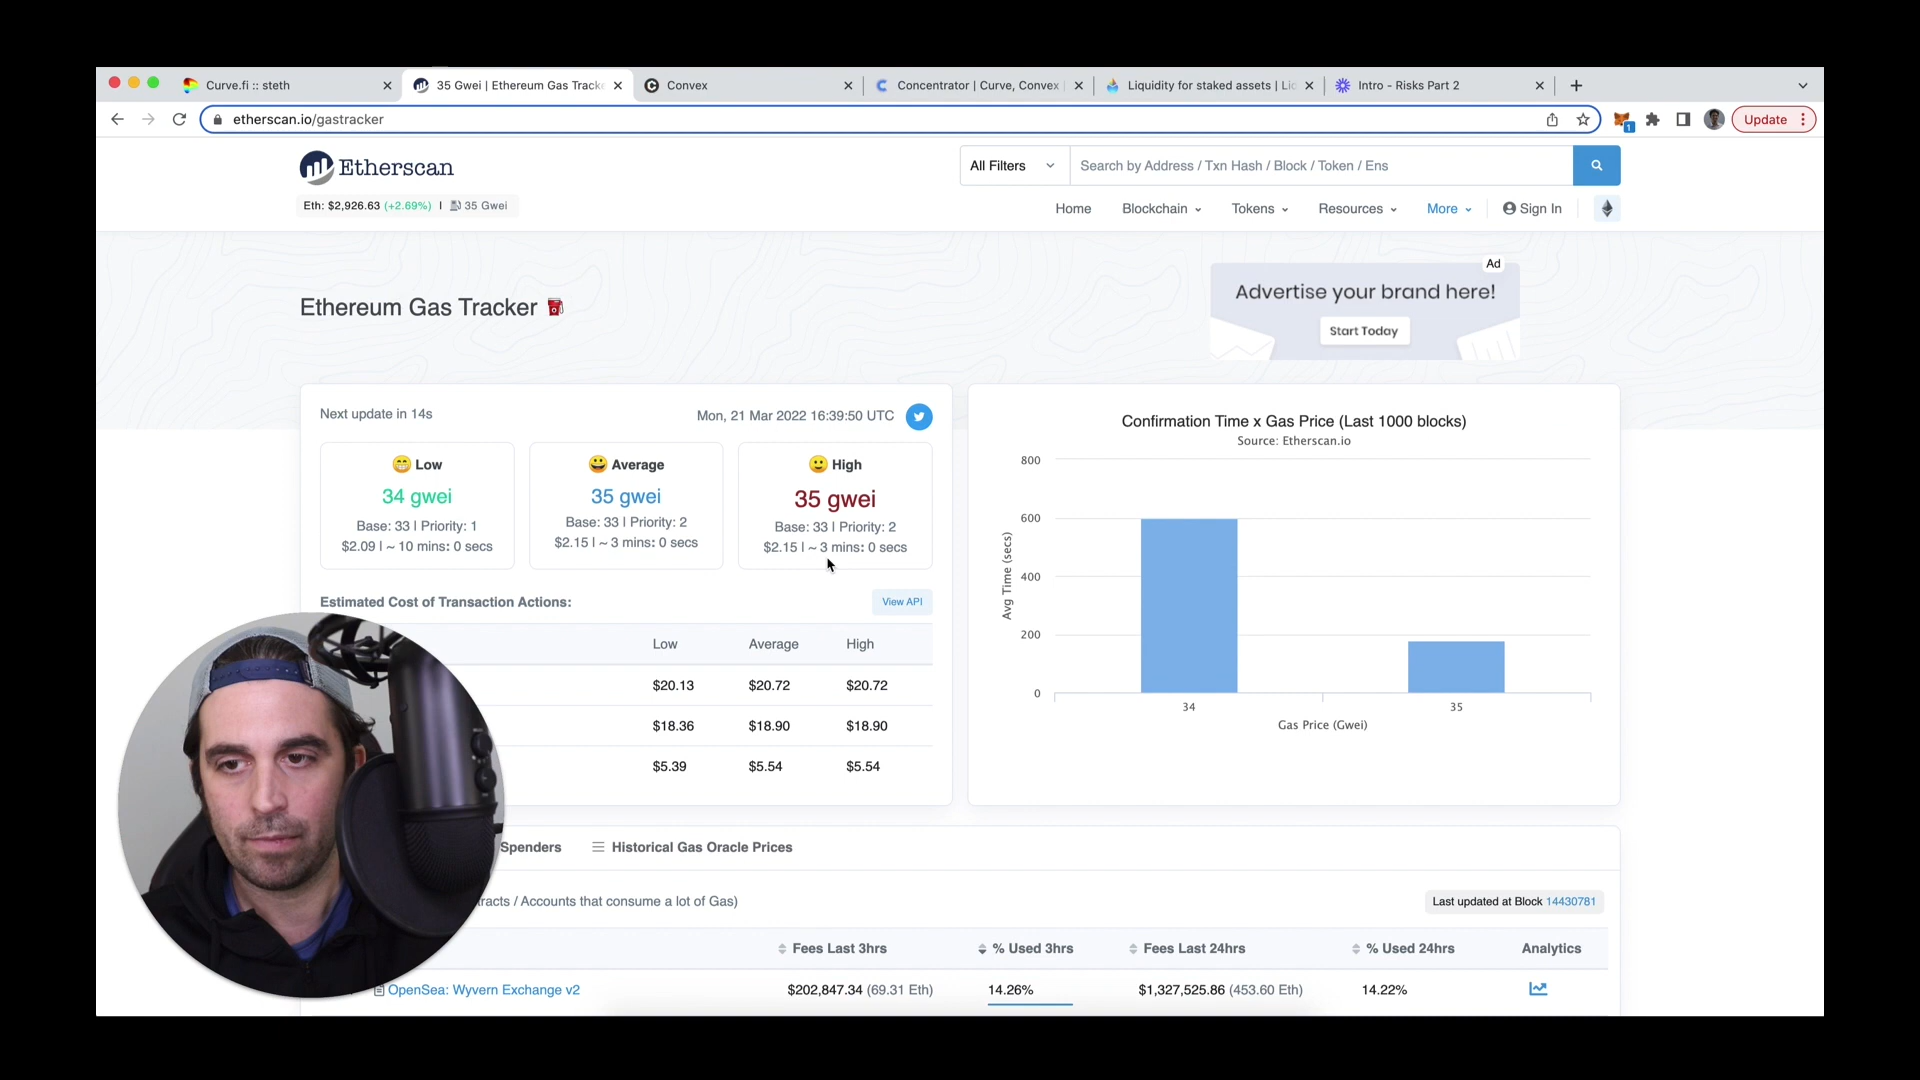 Curve.fi :: steth
35 Gwei | Ethereum Gas Tracke
Convex
Concentrator | Curve, Convex
Liquidity for staked assets | Lic
Intro - Risks Part 2
etherscan.io/gastracker
1
Update
Etherscan
All Filters
Search by Address / Txn Hash / Block / Token / Ens
Eth: $2,926.63 (+2.69%) | 35 Gwei
Home
Blockchain
Tokens
Resources
More
Sign In
Ad
Advertise your brand here!
Start Today
Ethereum Gas Tracker
Next update in 14s
Mon, 21 Mar 2022 16:39:50 UTC
Low
34 gwei
Base: 33 | Priority: 1
$2.09 | ~ 10 mins: 0 secs
Average
35 gwei
Base: 33 | Priority: 2
$2.15 | ~ 3 mins: 0 secs
High
35 gwei
Base: 33 | Priority: 2
$2.15 | ~ 3 mins: 0 secs
Confirmation Time x Gas Price (Last 1000 blocks)
Source: Etherscan.io
800
600
400
200
0
Avg Time (secs)
34
35
Gas Price (Gwei)
Estimated Cost of Transaction Actions:
View API
Low Average High
$20.13 $20.72 $20.72
$18.36 $18.90 $18.90
$5.39 $5.54 $5.54
Spenders
Historical Gas Oracle Prices
tracts / Accounts that consume a lot of Gas)
Last updated at Block 14430781
Fees Last 3hrs % Used 3hrs Fees Last 24hrs % Used 24hrs Analytics
OpenSea: Wyvern Exchange v2 $202,847.34 (69.31 Eth) 14.26% $1,327,525.86 (453.60 Eth) 14.22%